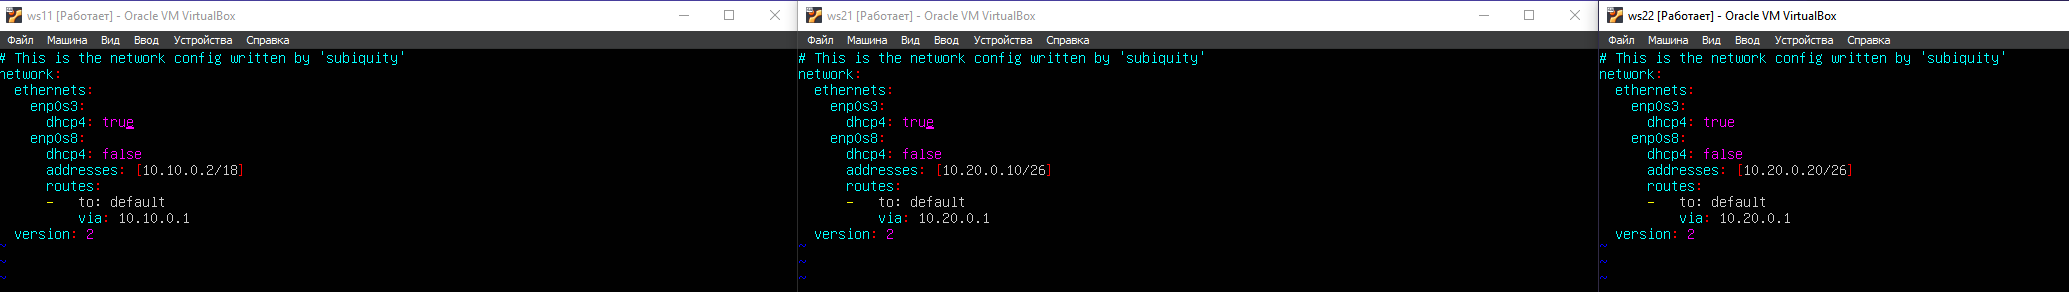 ws11 [Работает] - Oracle VM VirtualBox
Файл Машина Вид Ввод Устройства Справка
# This is the network config written by 'subiquity'
network:
  ethernets:
    enp0s3:
      dhcp4: true
    enp0s8:
      dhcp4: false
      addresses: [10.10.0.2/18]
      routes:
      -   to: default
          via: 10.10.0.1
  version: 2
~
~
~
ws21 [Работает] - Oracle VM VirtualBox
Файл Машина Вид Ввод Устройства Справка
# This is the network config written by 'subiquity'
network:
  ethernets:
    enp0s3:
      dhcp4: true
    enp0s8:
      dhcp4: false
      addresses: [10.20.0.10/26]
      routes:
      -   to: default
          via: 10.20.0.1
  version: 2
~
~
~
ws22 [Работает] - Oracle VM VirtualBox
Файл Машина Вид Ввод Устройства Справка
# This is the network config written by 'subiquity'
network:
  ethernets:
    enp0s3:
      dhcp4: true
    enp0s8:
      dhcp4: false
      addresses: [10.20.0.20/26]
      routes:
      -   to: default
          via: 10.20.0.1
  version: 2
~
~
~